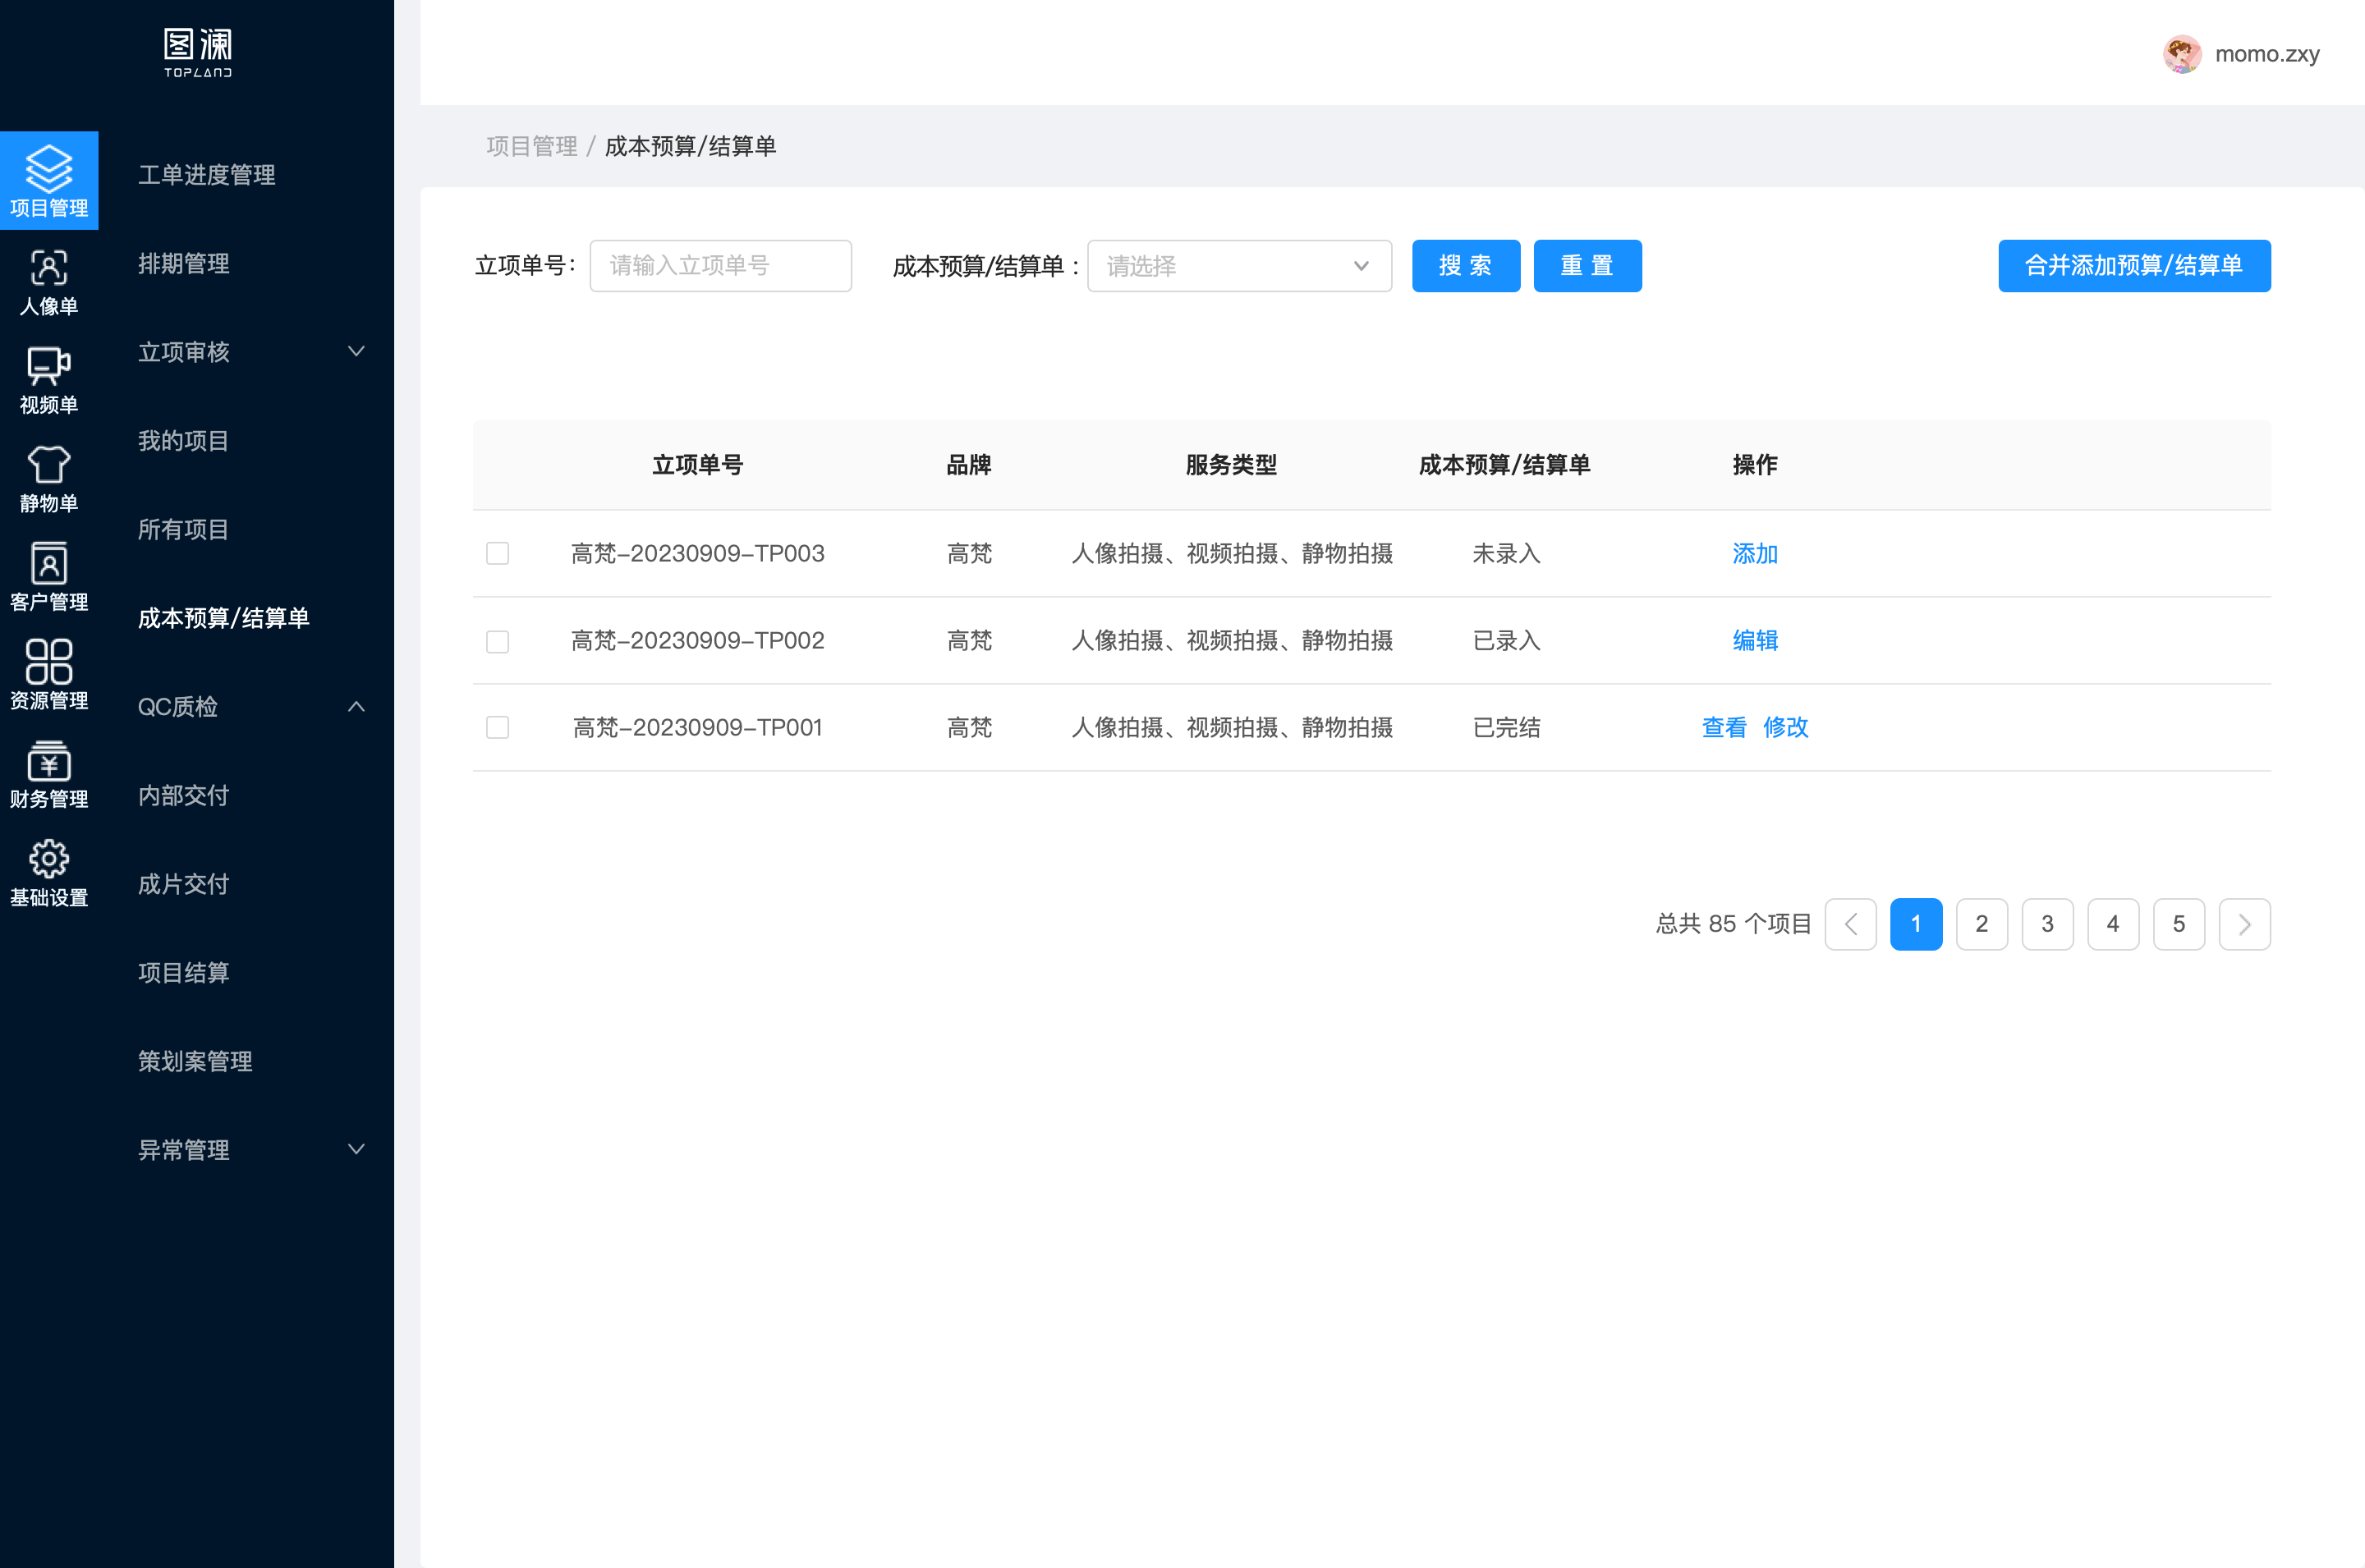 图澜
TOPLAND
momo.zxy
项目管理
人像单
视频单
静物单
客户管理
资源管理
财务管理
基础设置
工单进度管理
排期管理
立项审核
我的项目
所有项目
成本预算/结算单
QC质检
内部交付
成片交付
项目结算
策划案管理
异常管理
项目管理 / 成本预算/结算单
立项单号： 请输入立项单号 成本预算/结算单： 请选择 搜 索 重 置 合并添加预算/结算单
立项单号 品牌 服务类型 成本预算/结算单 操作
高梵-20230909-TP003 高梵 人像拍摄、视频拍摄、静物拍摄 未录入 添加
高梵-20230909-TP002 高梵 人像拍摄、视频拍摄、静物拍摄 已录入 编辑
高梵-20230909-TP001 高梵 人像拍摄、视频拍摄、静物拍摄 已完结 查看 修改
总共 85 个项目 1 2 3 4 5